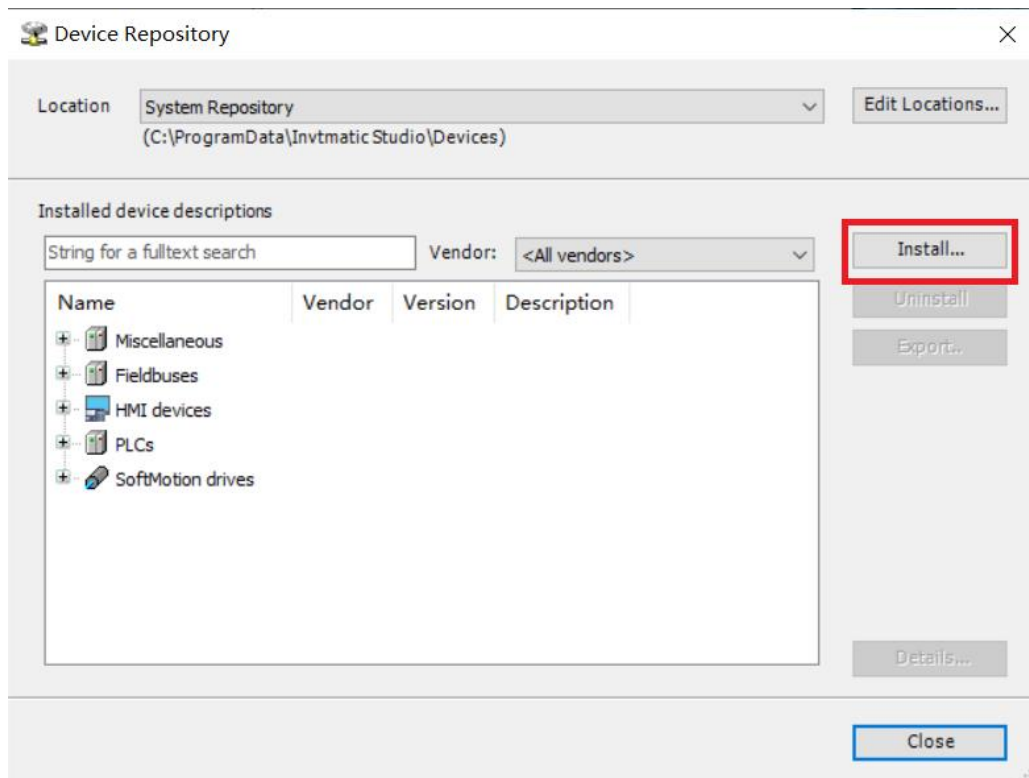 Device Repository
Location
System Repository
Edit Locations...
(C:\ProgramData\Invtmatic Studio\Devices)
Installed device descriptions
String for a fulltext search
Vendor:
<All vendors>
Install...
Name
Vendor
Version
Description
Uninstall
Miscellaneous
Export..
Fieldbuses
HMI devices
PLCs
SoftMotion drives
Details...
Close